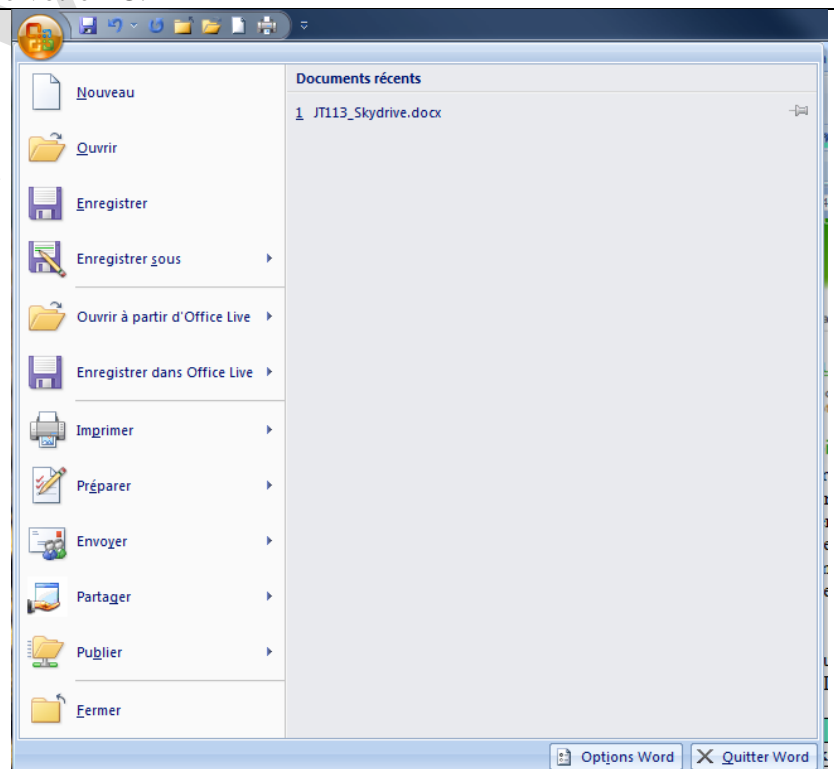 Documents récents
1 JT113_Skydrive.docx
Nouveau
Ouvrir
Enregistrer
Enregistrer sous
Ouvrir à partir d'Office Live
Enregistrer dans Office Live
Imprimer
Préparer
Envoyer
Partager
Publier
Fermer
Options Word
Quitter Word